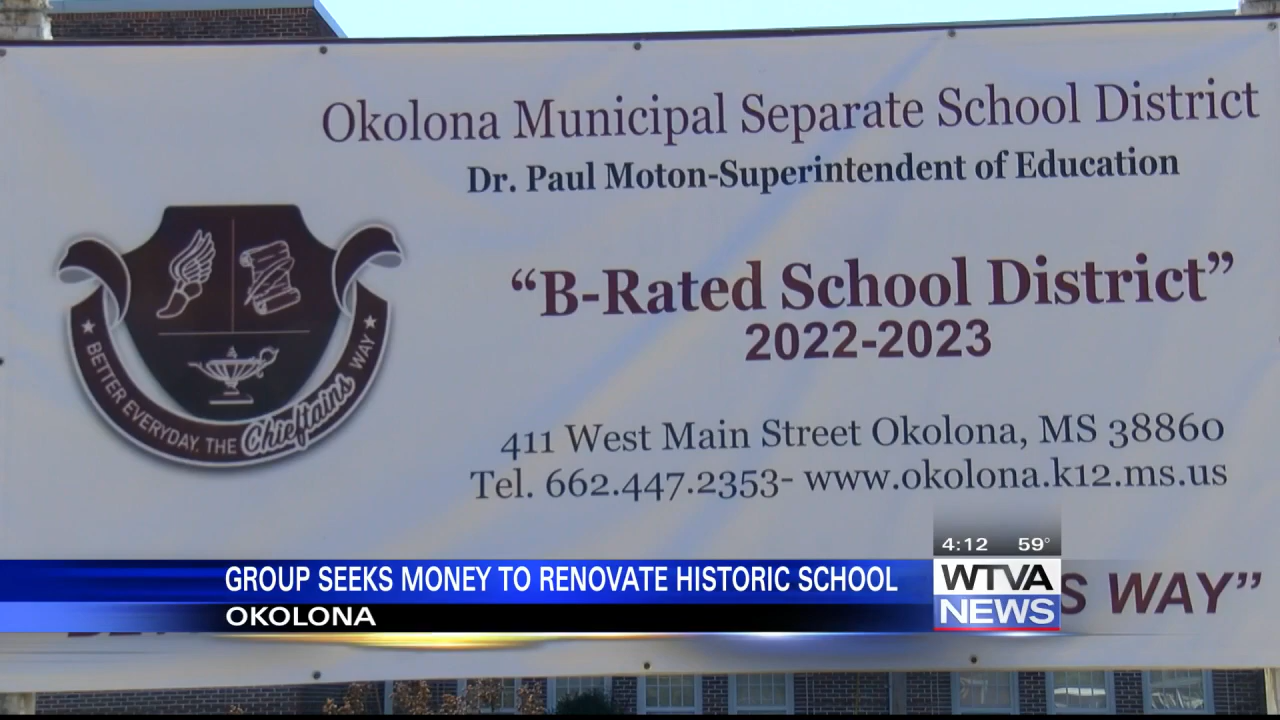 Okolona Municipal Separate School District
Dr. Paul Moton-Superintendent of Education
"B-Rated School District"
2022-2023
411 West Main Street Okolona, MS 38860
Tel. 662.447.2353- www.okolona.k12.ms.us
BETTER EVERYDAY. THE Chieftains WAY
4:12 59°
GROUP SEEKS MONEY TO RENOVATE HISTORIC SCHOOL
OKOLONA
WTVA
NEWS
S WAY"